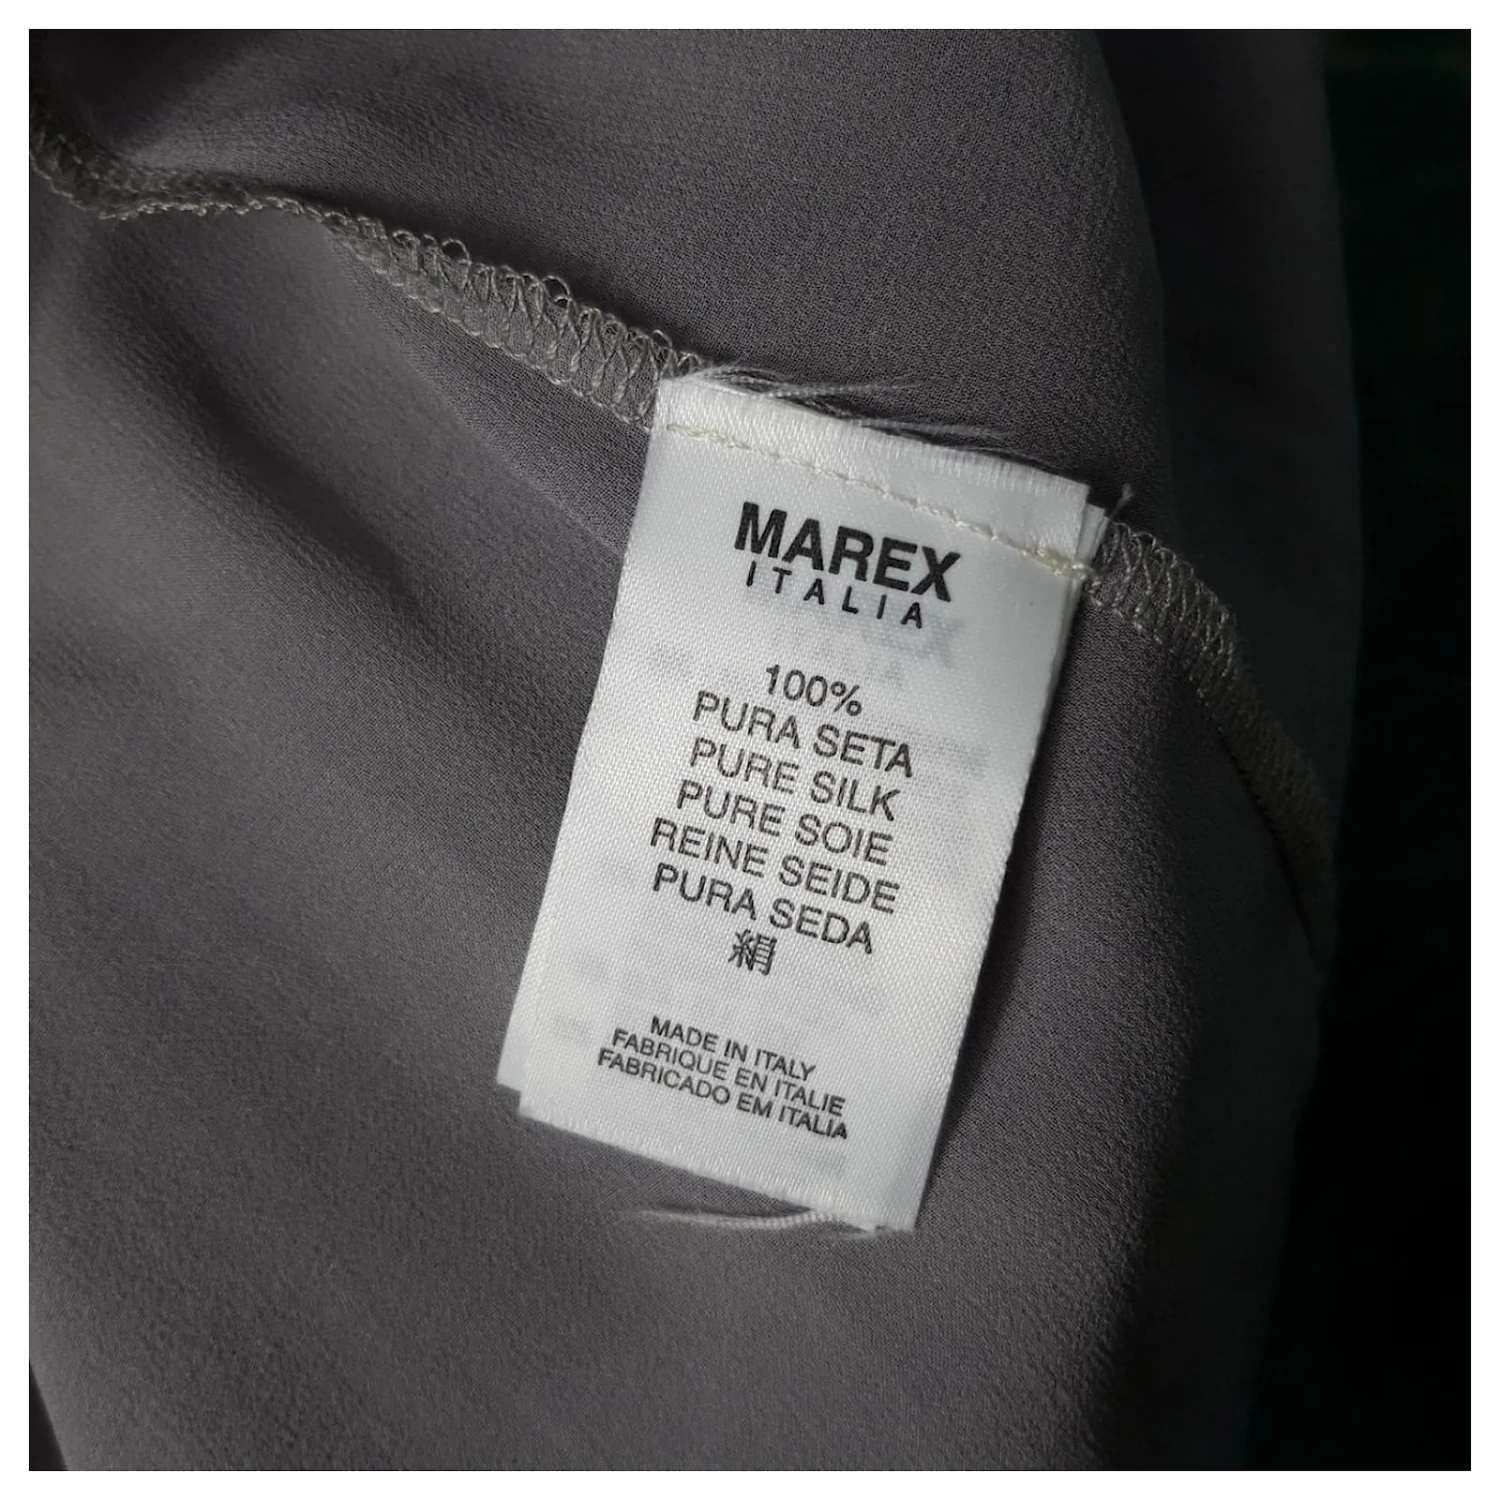 MAREX
ITALIA
100%
PURA SETA
PURE SILK
PURE SOIE
REINE SEIDE
PURA SEDA
絹
MADE IN ITALY
FABRIQUE EN ITALIE
FABRICADO EM ITALIA